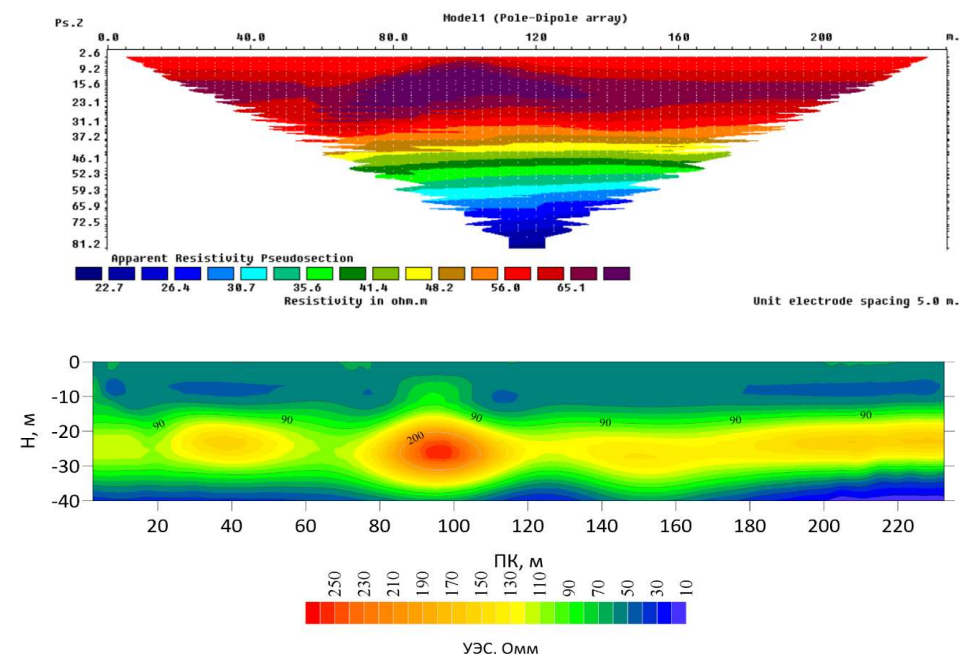 Model1 (Pole-Dipole array)
Ps.Z
0.0 40.0 80.0 120 160 200 m.
2.6
9.2
15.6
23.1
31.1
37.2
46.1
52.3
59.3
65.9
72.5
81.2
Apparent Resistivity Pseudosection
22.7 26.4 30.7 35.6 41.4 48.2 56.0 65.1
Resistivity in ohm.m
Unit electrode spacing 5.0 m.
0
-10
-20
-30
-40
Н, м
90 90 200 90 90 90 90
20 40 60 80 100 120 140 160 180 200 220
ПК, м
250 230 210 190 170 150 130 110 90 70 50 30 10
УЭС, Омм